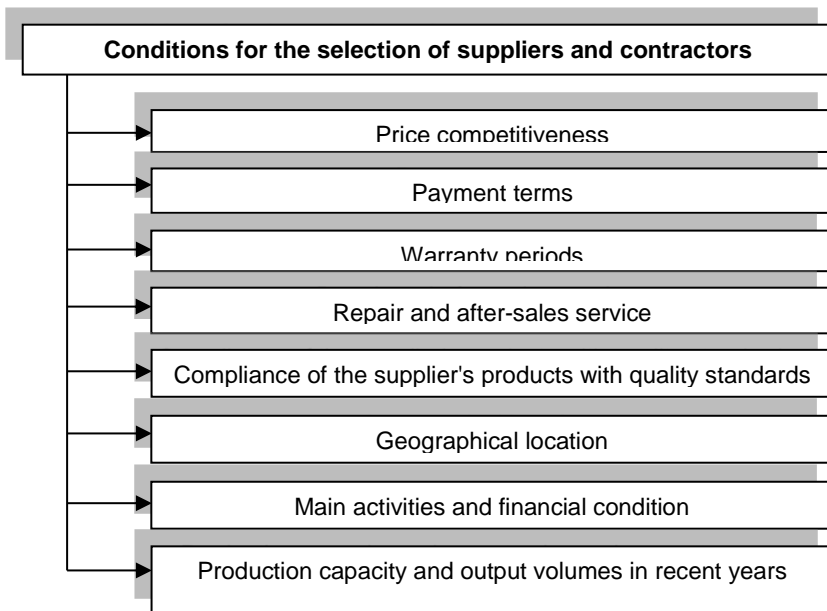 Conditions for the selection of suppliers and contractors
Price competitiveness
Payment terms
Warranty periods
Repair and after-sales service
Compliance of the supplier's products with quality standards
Geographical location
Main activities and financial condition
Production capacity and output volumes in recent years